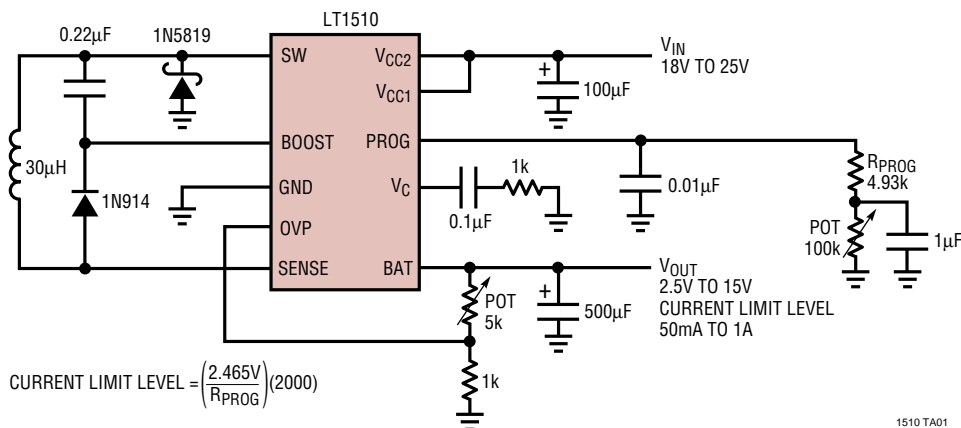 LT1510
0.22µF
1N5819
SW
VCC2
VIN
18V TO 25V
VCC1
100µF
+
BOOST
PROG
30µH
1N914
GND
VC
0.1µF
1k
0.01µF
RPROG
4.93k
POT
100k
1µF
OVP
SENSE
BAT
POT
5k
+
500µF
VOUT
2.5V TO 15V
CURRENT LIMIT LEVEL
50mA TO 1A
1k
CURRENT LIMIT LEVEL = (2.465V / RPROG)(2000)
1510 TA01